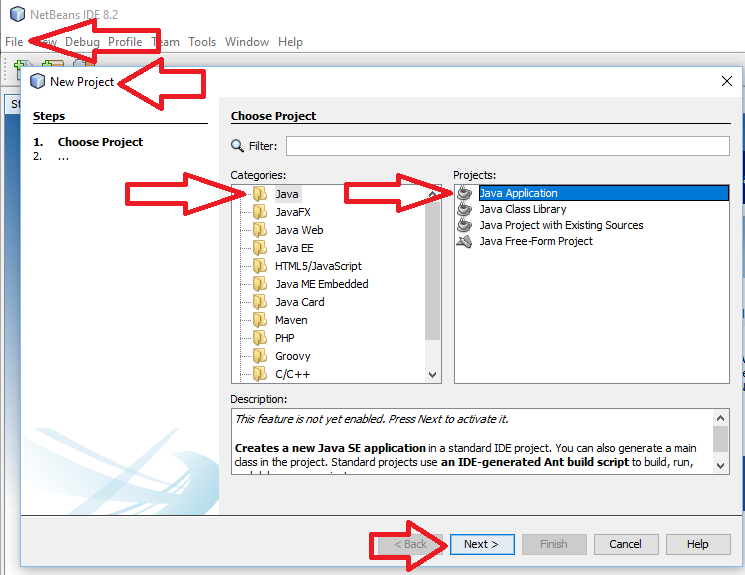 NetBeans IDE 8.2
File Debug Profile Team Tools Window Help
New Project
Steps
1. Choose Project
2. ...
Choose Project
Filter:
Categories:
Java
JavaFX
Java Web
Java EE
HTML5/JavaScript
Java ME Embedded
Java Card
Maven
PHP
Groovy
C/C++
Projects:
Java Application
Java Class Library
Java Project with Existing Sources
Java Free-Form Project
Description:
This feature is not yet enabled. Press Next to activate it.
Creates a new Java SE application in a standard IDE project. You can also generate a main
class in the project. Standard projects use an IDE-generated Ant build script to build, run,
< Back Next > Finish Cancel Help